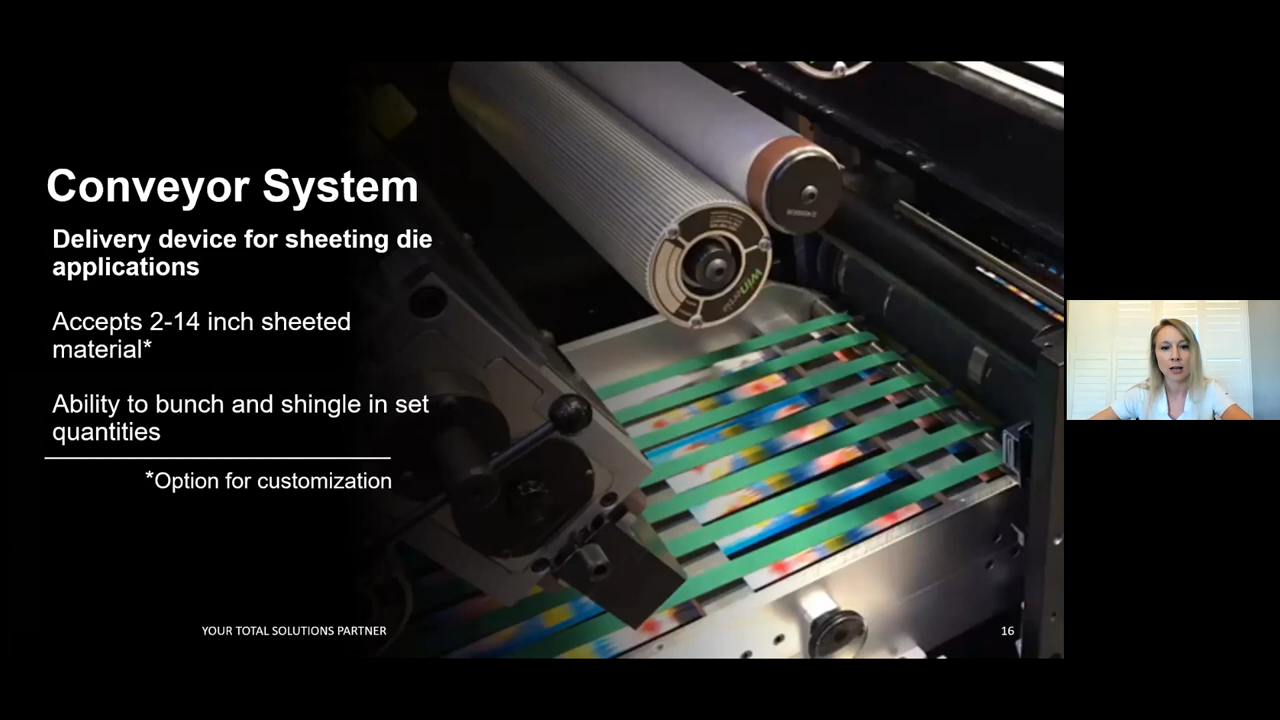 Conveyor System
Delivery device for sheeting die
applications
Accepts 2-14 inch sheeted
material*
Ability to bunch and shingle in set
quantities
*Option for customization
YOUR TOTAL SOLUTIONS PARTNER
16